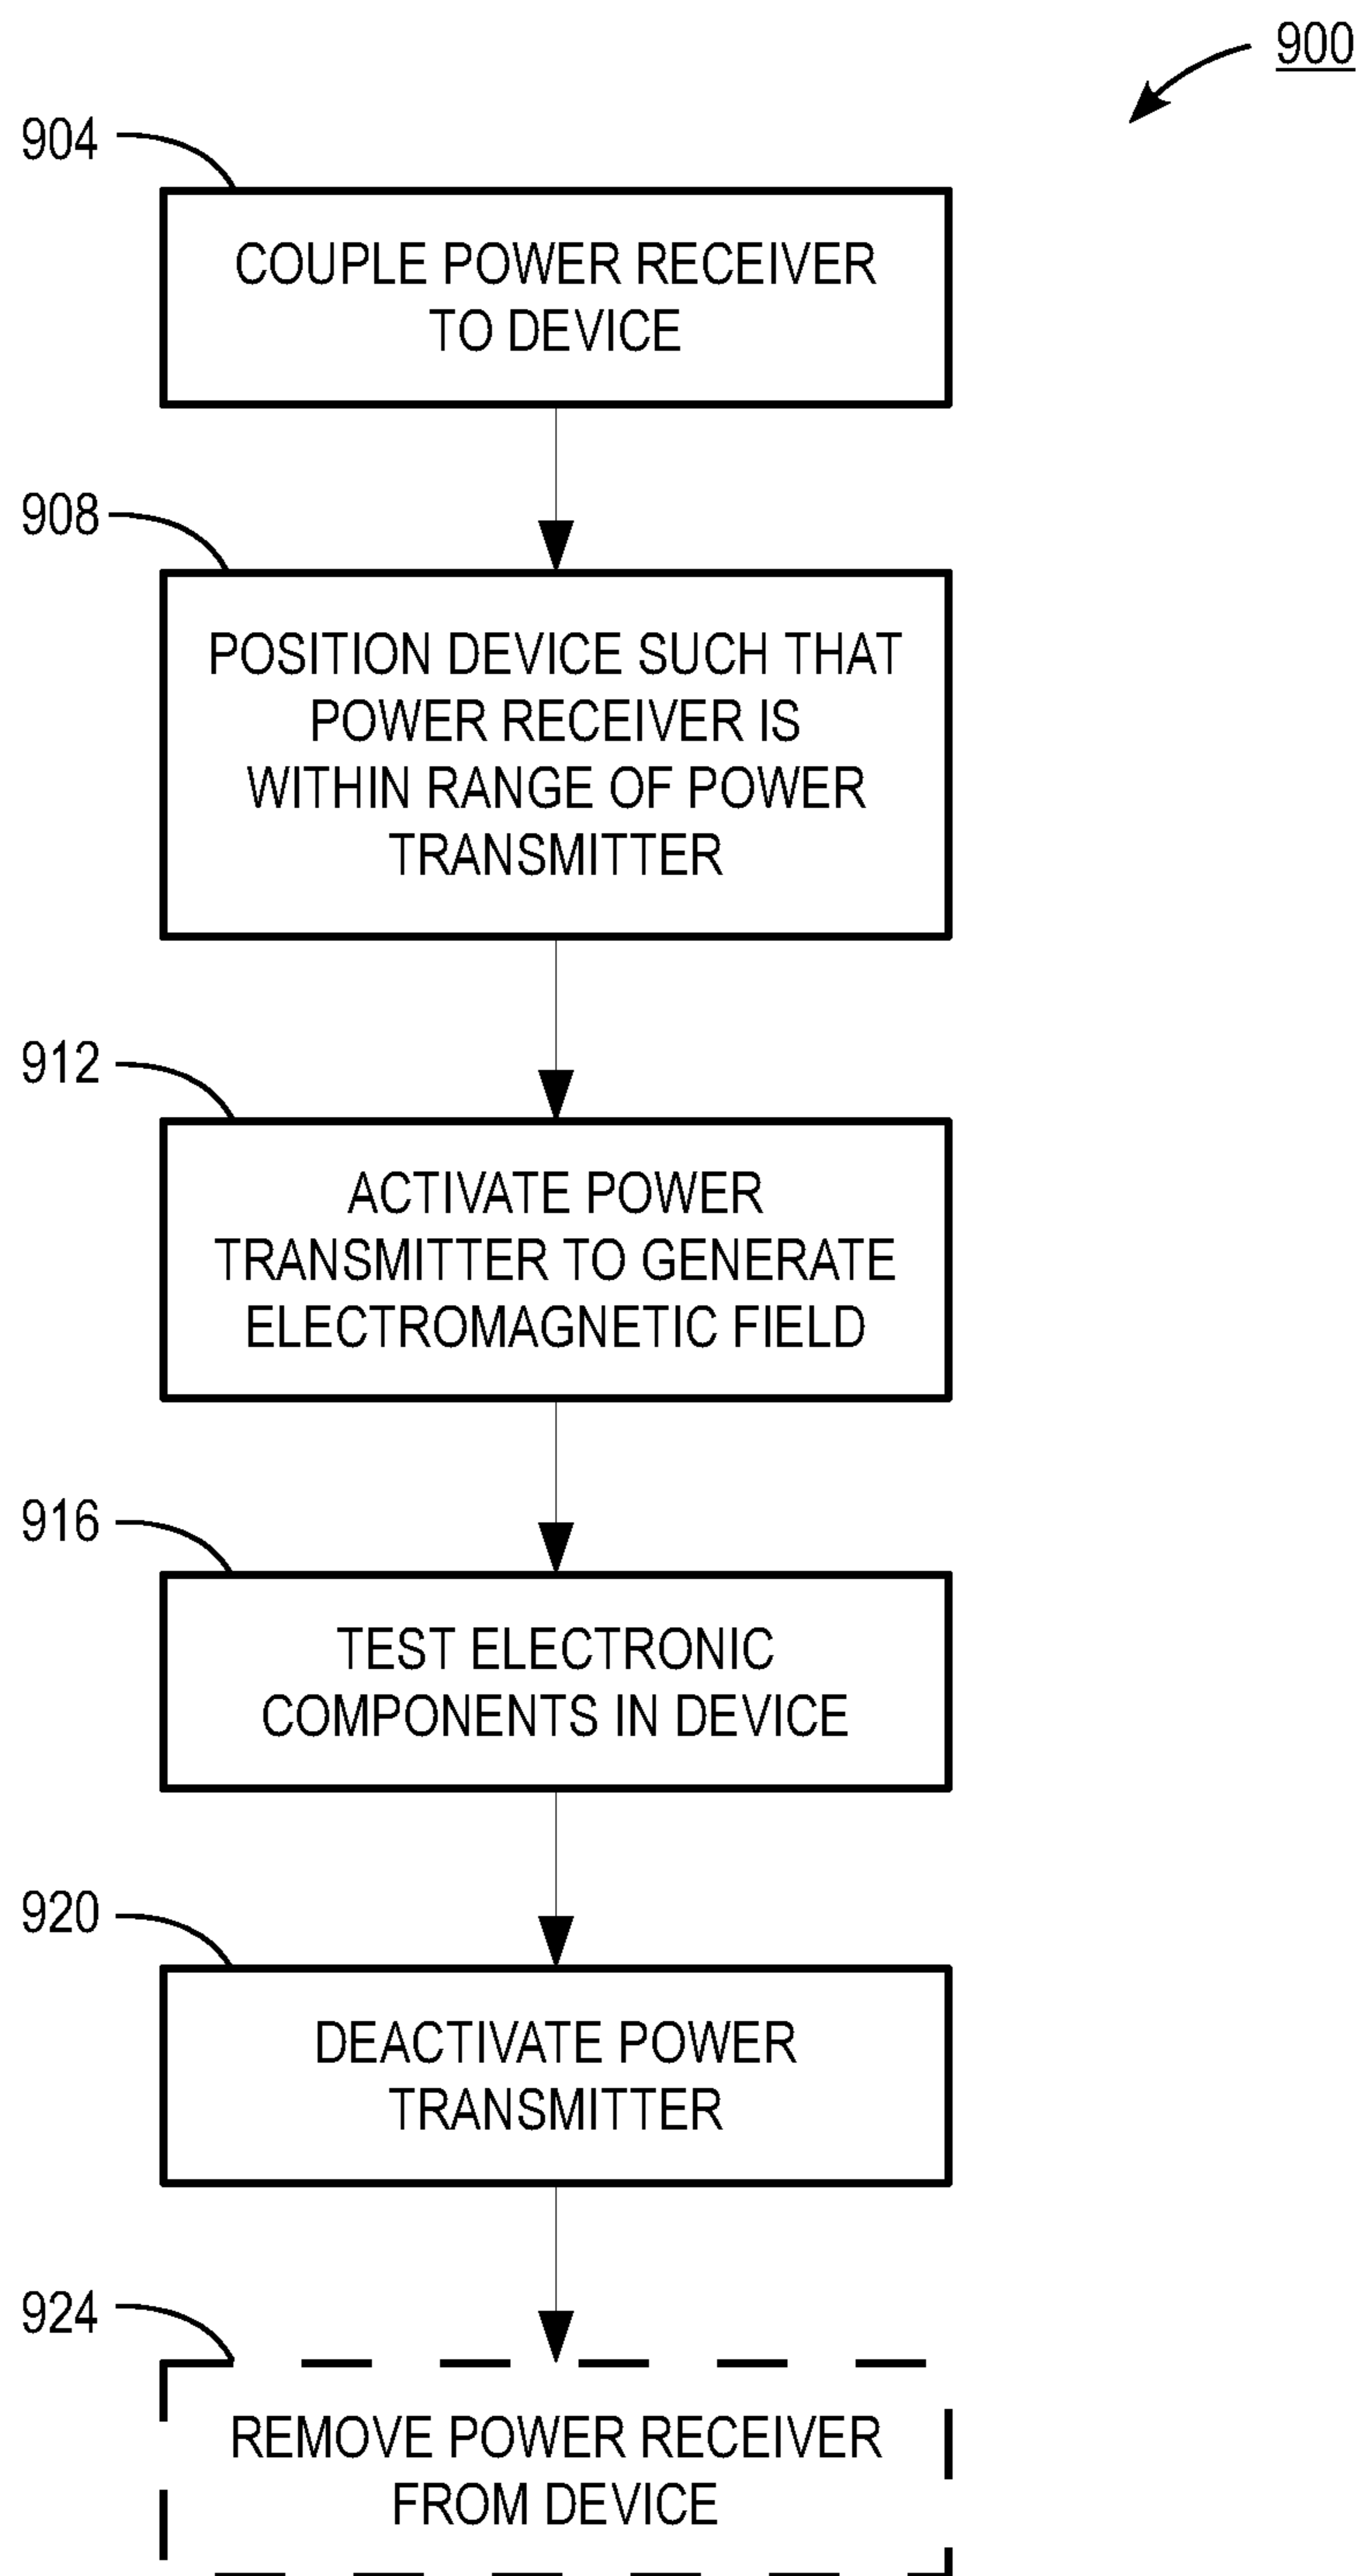 900
904
COUPLE POWER RECEIVER
TO DEVICE
908
POSITION DEVICE SUCH THAT
POWER RECEIVER IS
WITHIN RANGE OF POWER
TRANSMITTER
912
ACTIVATE POWER
TRANSMITTER TO GENERATE
ELECTROMAGNETIC FIELD
916
TEST ELECTRONIC
COMPONENTS IN DEVICE
920
DEACTIVATE POWER
TRANSMITTER
924
REMOVE POWER RECEIVER
FROM DEVICE